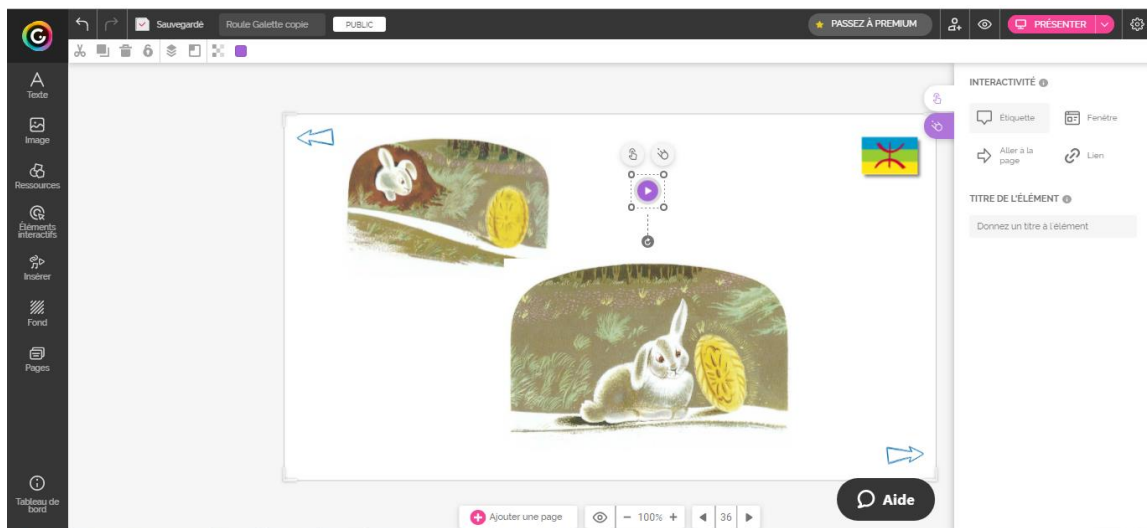 Sauvegardé
Roule Galette copie
PUBLIC
PASSEZ À PREMIUM
PRÉSENTER
Texte
Image
Ressources
Éléments
interactifs
Insérer
Fond
Pages
Tableau de
bord
INTERACTIVITÉ
Étiquette
Fenêtre
Aller à la
page
Lien
TITRE DE L'ÉLÉMENT
Donnez un titre à l'élément
Ajouter une page
100%
36
Aide